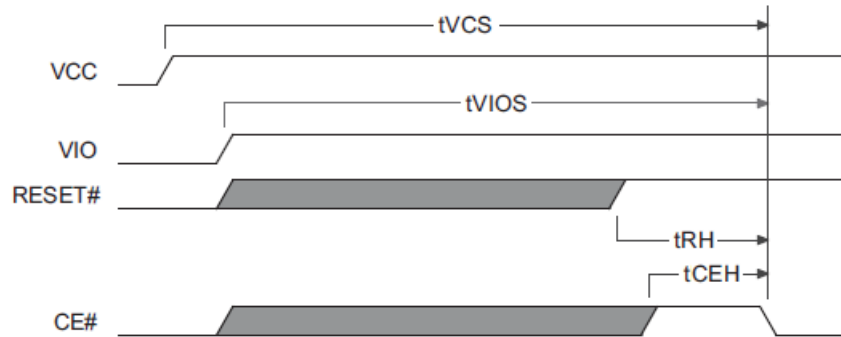 tVCS
VCC
tVIOS
VIO
RESET#
tRH
tCEH
CE#